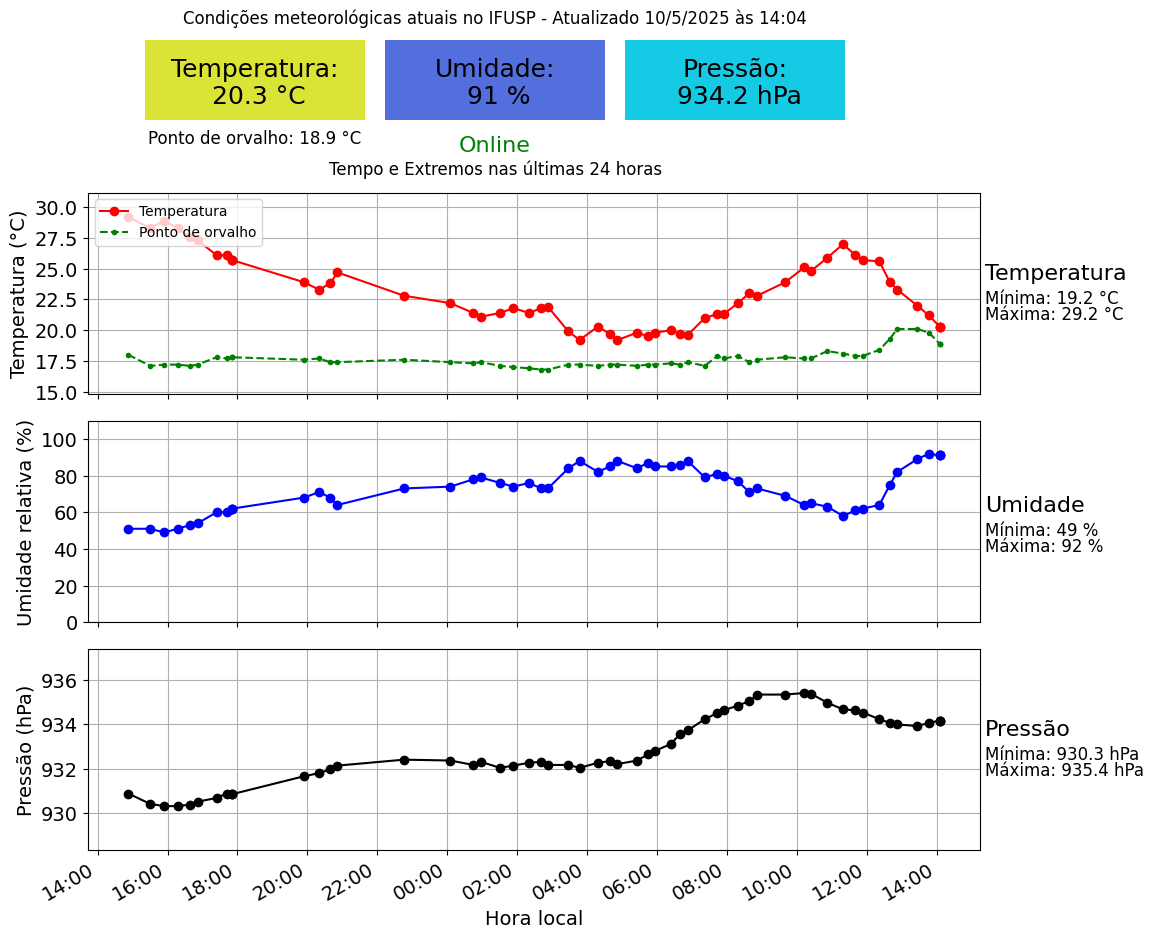 Condições meteorológicas atuais no IFUSP - Atualizado 10/5/2025 às 14:04
Temperatura:
20.3 °C
Umidade:
91 %
Pressão:
934.2 hPa
Ponto de orvalho: 18.9 °C
Online
Tempo e Extremos nas últimas 24 horas
Temperatura (°C)
30.0
27.5
25.0
22.5
20.0
17.5
15.0
Temperatura
Ponto de orvalho
Temperatura
Mínima: 19.2 °C
Máxima: 29.2 °C
Umidade relativa (%)
100
80
60
40
20
0
Umidade
Mínima: 49 %
Máxima: 92 %
Pressão (hPa)
936
934
932
930
Pressão
Mínima: 930.3 hPa
Máxima: 935.4 hPa
14:00
16:00
18:00
20:00
22:00
00:00
02:00
04:00
06:00
08:00
10:00
12:00
14:00
Hora local